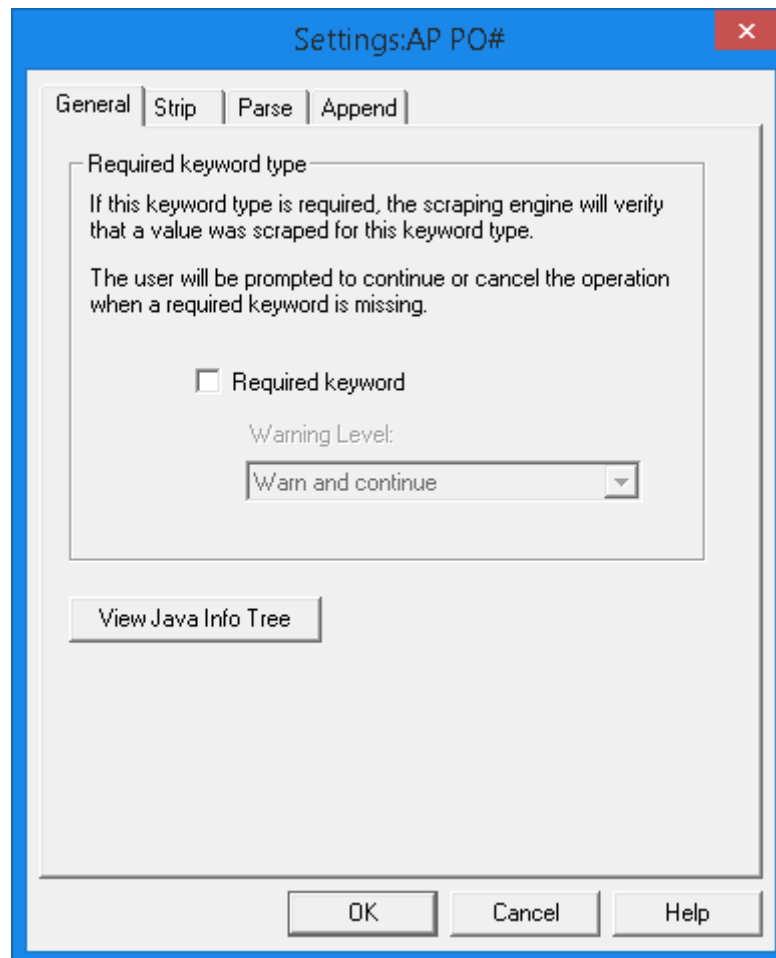 Settings:AP PO#
General Strip Parse Append
Required keyword type
If this keyword type is required, the scraping engine will verify
that a value was scraped for this keyword type.
The user will be prompted to continue or cancel the operation
when a required keyword is missing.
Required keyword
Warning Level:
Warn and continue
View Java Info Tree
OK Cancel Help